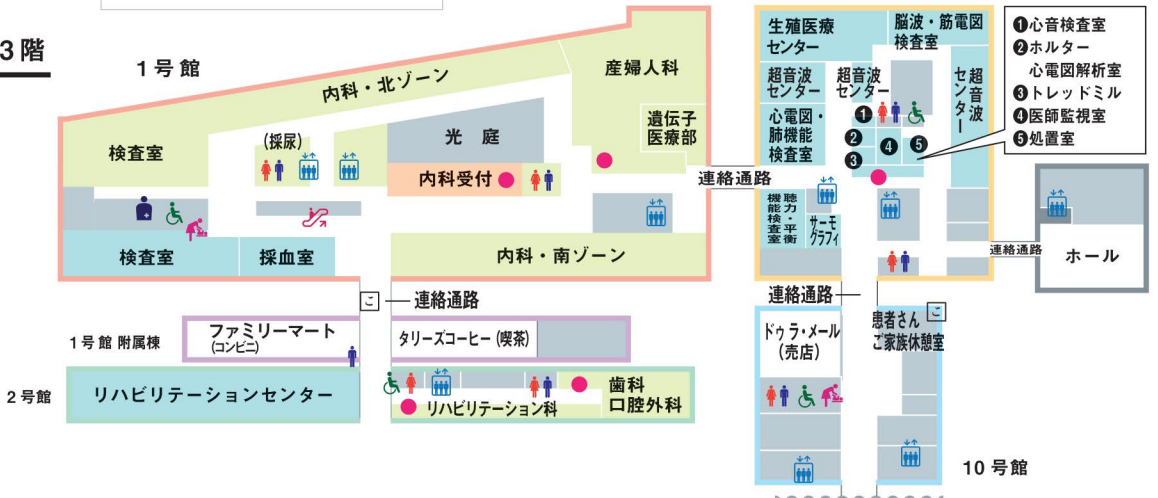 3階
1号館
内科・北ゾーン
産婦人科
検査室
(採尿)
光庭
遺伝子
医療部
内科受付
検査室
採血室
内科・南ゾーン
連絡通路
生殖医療
センター
脳波・筋電図
検査室
超音波
センター
超音波
センター
超音波
センター
心電図・
肺機能
検査室
❶
❷
❸
❹
❺
❶心音検査室
❷ホルター
心電図解析室
❸トレッドミル
❹医師監視室
❺処置室
聴力・平衡
機能検査室
サーモ
グラフィ
連絡通路
ホール
こ
連絡通路
連絡通路
1号館 附属棟
ファミリーマート
(コンビニ)
タリーズコーヒー (喫茶)
2号館
リハビリテーションセンター
リハビリテーション科
歯科
口腔外科
ドゥラ・メール
(売店)
こ
患者さん
ご家族休憩室
10号館